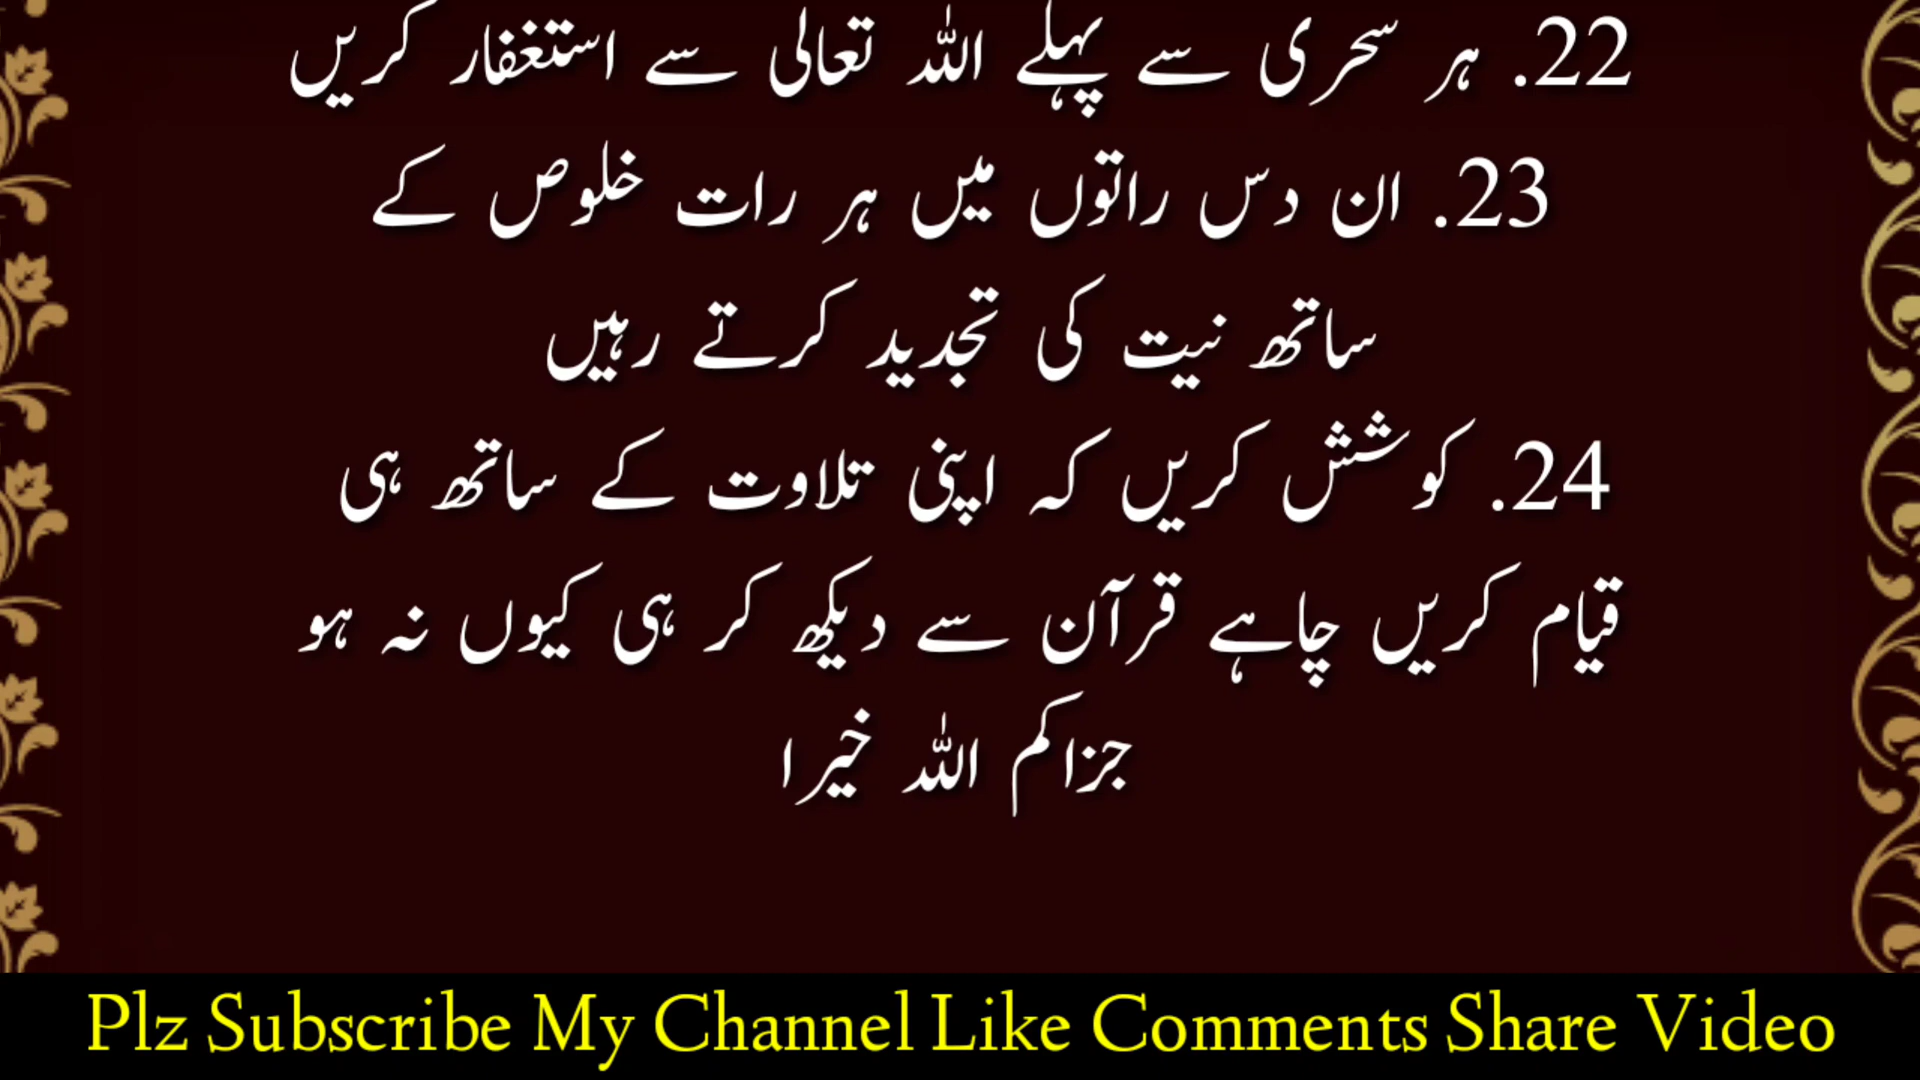 22. ہر سحری سے پہلے اللہ تعالی سے استغفار کریں
23. ان دس راتوں میں ہر رات خلوص کے
ساتھ نیت کی تجدید کرتے رہیں
24. کوشش کریں کہ اپنی تلاوت کے ساتھ ہی
قیام کریں چاہے قرآن سے دیکھ کر ہی کیوں نہ ہو
جزاکم اللہ خیرا
Plz Subscribe My Channel Like Comments Share Video